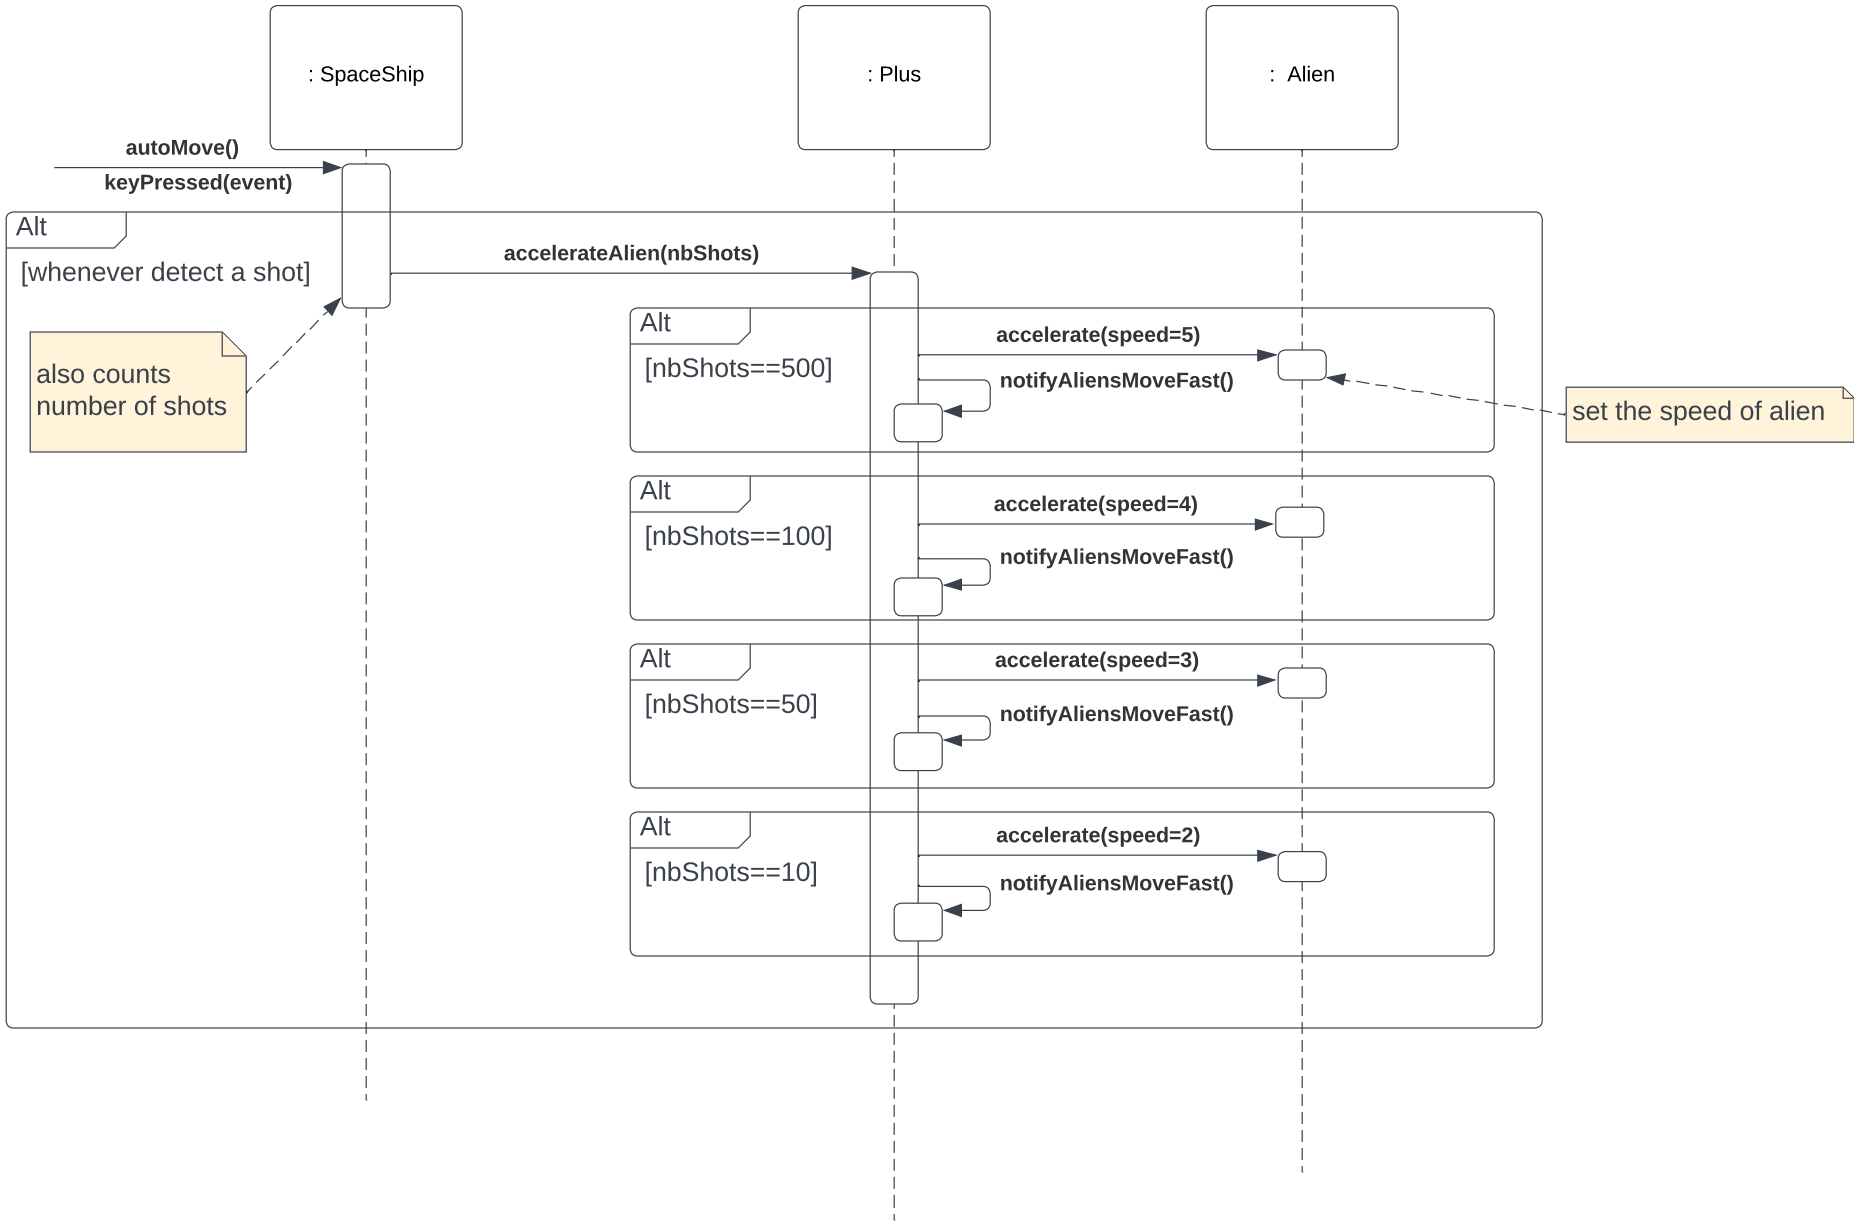 : SpaceShip
: Plus
: Alien
autoMove()
keyPressed(event)
Alt
[whenever detect a shot]
accelerateAlien(nbShots)
also counts
number of shots
Alt
[nbShots==500]
accelerate(speed=5)
notifyAliensMoveFast()
set the speed of alien
Alt
[nbShots==100]
accelerate(speed=4)
notifyAliensMoveFast()
Alt
[nbShots==50]
accelerate(speed=3)
notifyAliensMoveFast()
Alt
[nbShots==10]
accelerate(speed=2)
notifyAliensMoveFast()